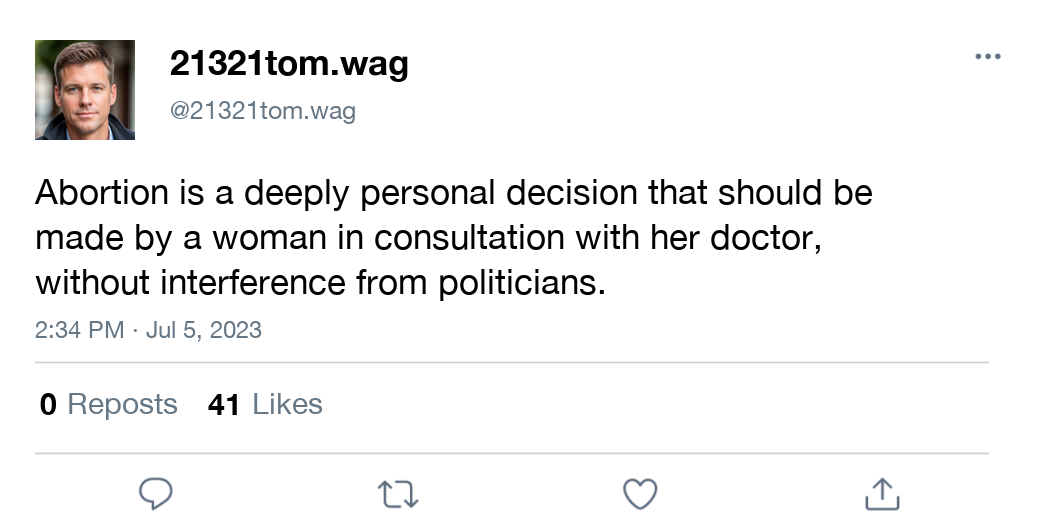 21321tom.wag
@21321tom.wag
Abortion is a deeply personal decision that should be
made by a woman in consultation with her doctor,
without interference from politicians.
2:34 PM · Jul 5, 2023
0 Reposts 41 Likes